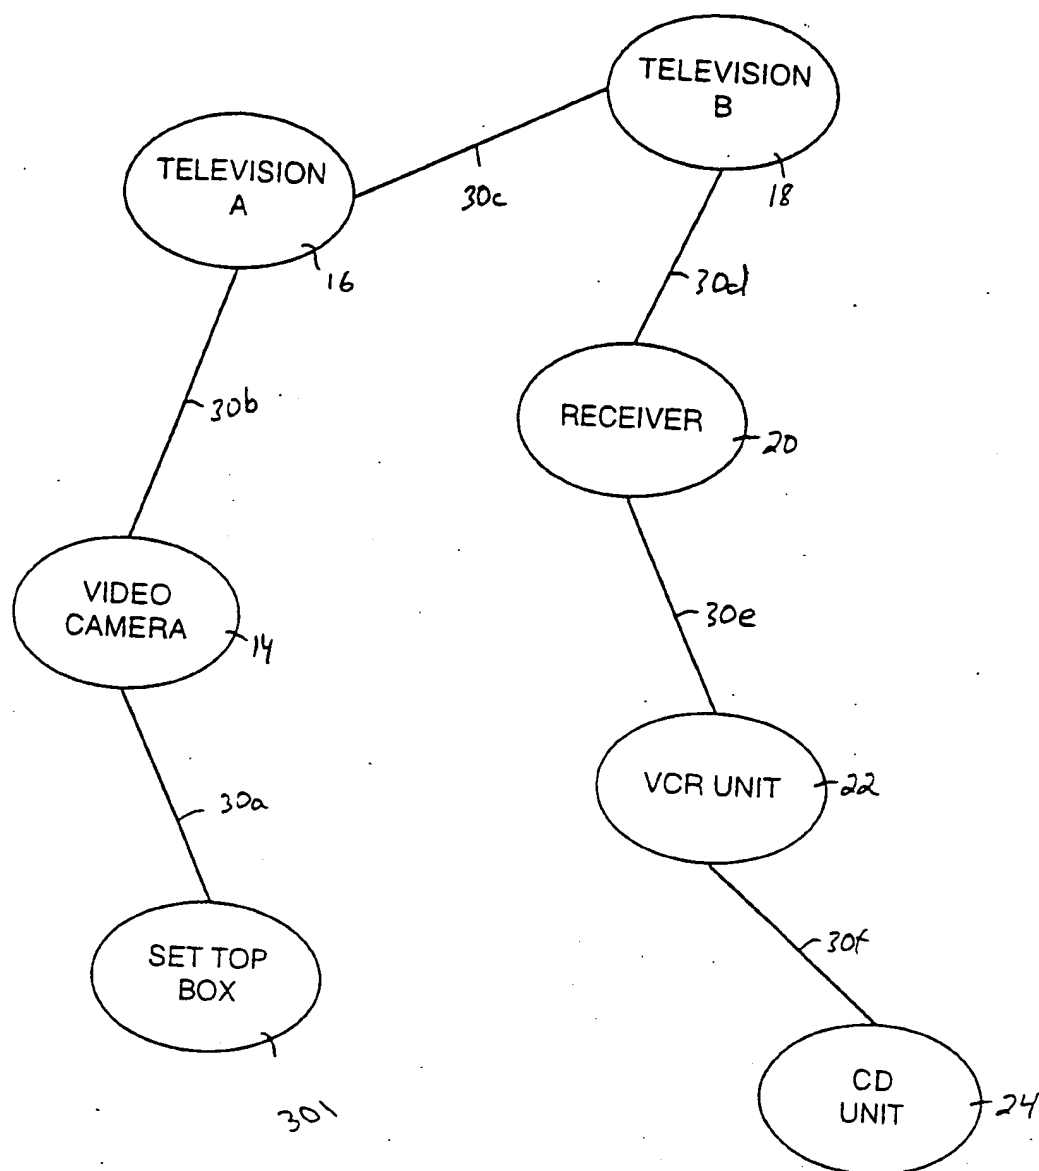 TELEVISION
B
18
TELEVISION
A
16
30c
30d
RECEIVER
20
30b
VIDEO
CAMERA
14
30e
VCR UNIT
22
30a
SET TOP
BOX
301
30f
CD
UNIT
24